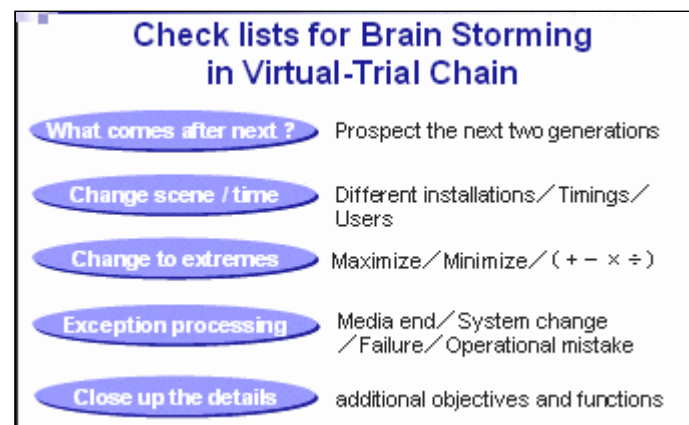 Check lists for Brain Storming
in Virtual-Trial Chain
What comes after next ? Prospect the next two generations
Change scene / time Different installations／Timings／
Users
Change to extremes Maximize／Minimize／( + − × ÷ )
Exception processing Media end／System change
／Failure／Operational mistake
Close up the details additional objectives and functions